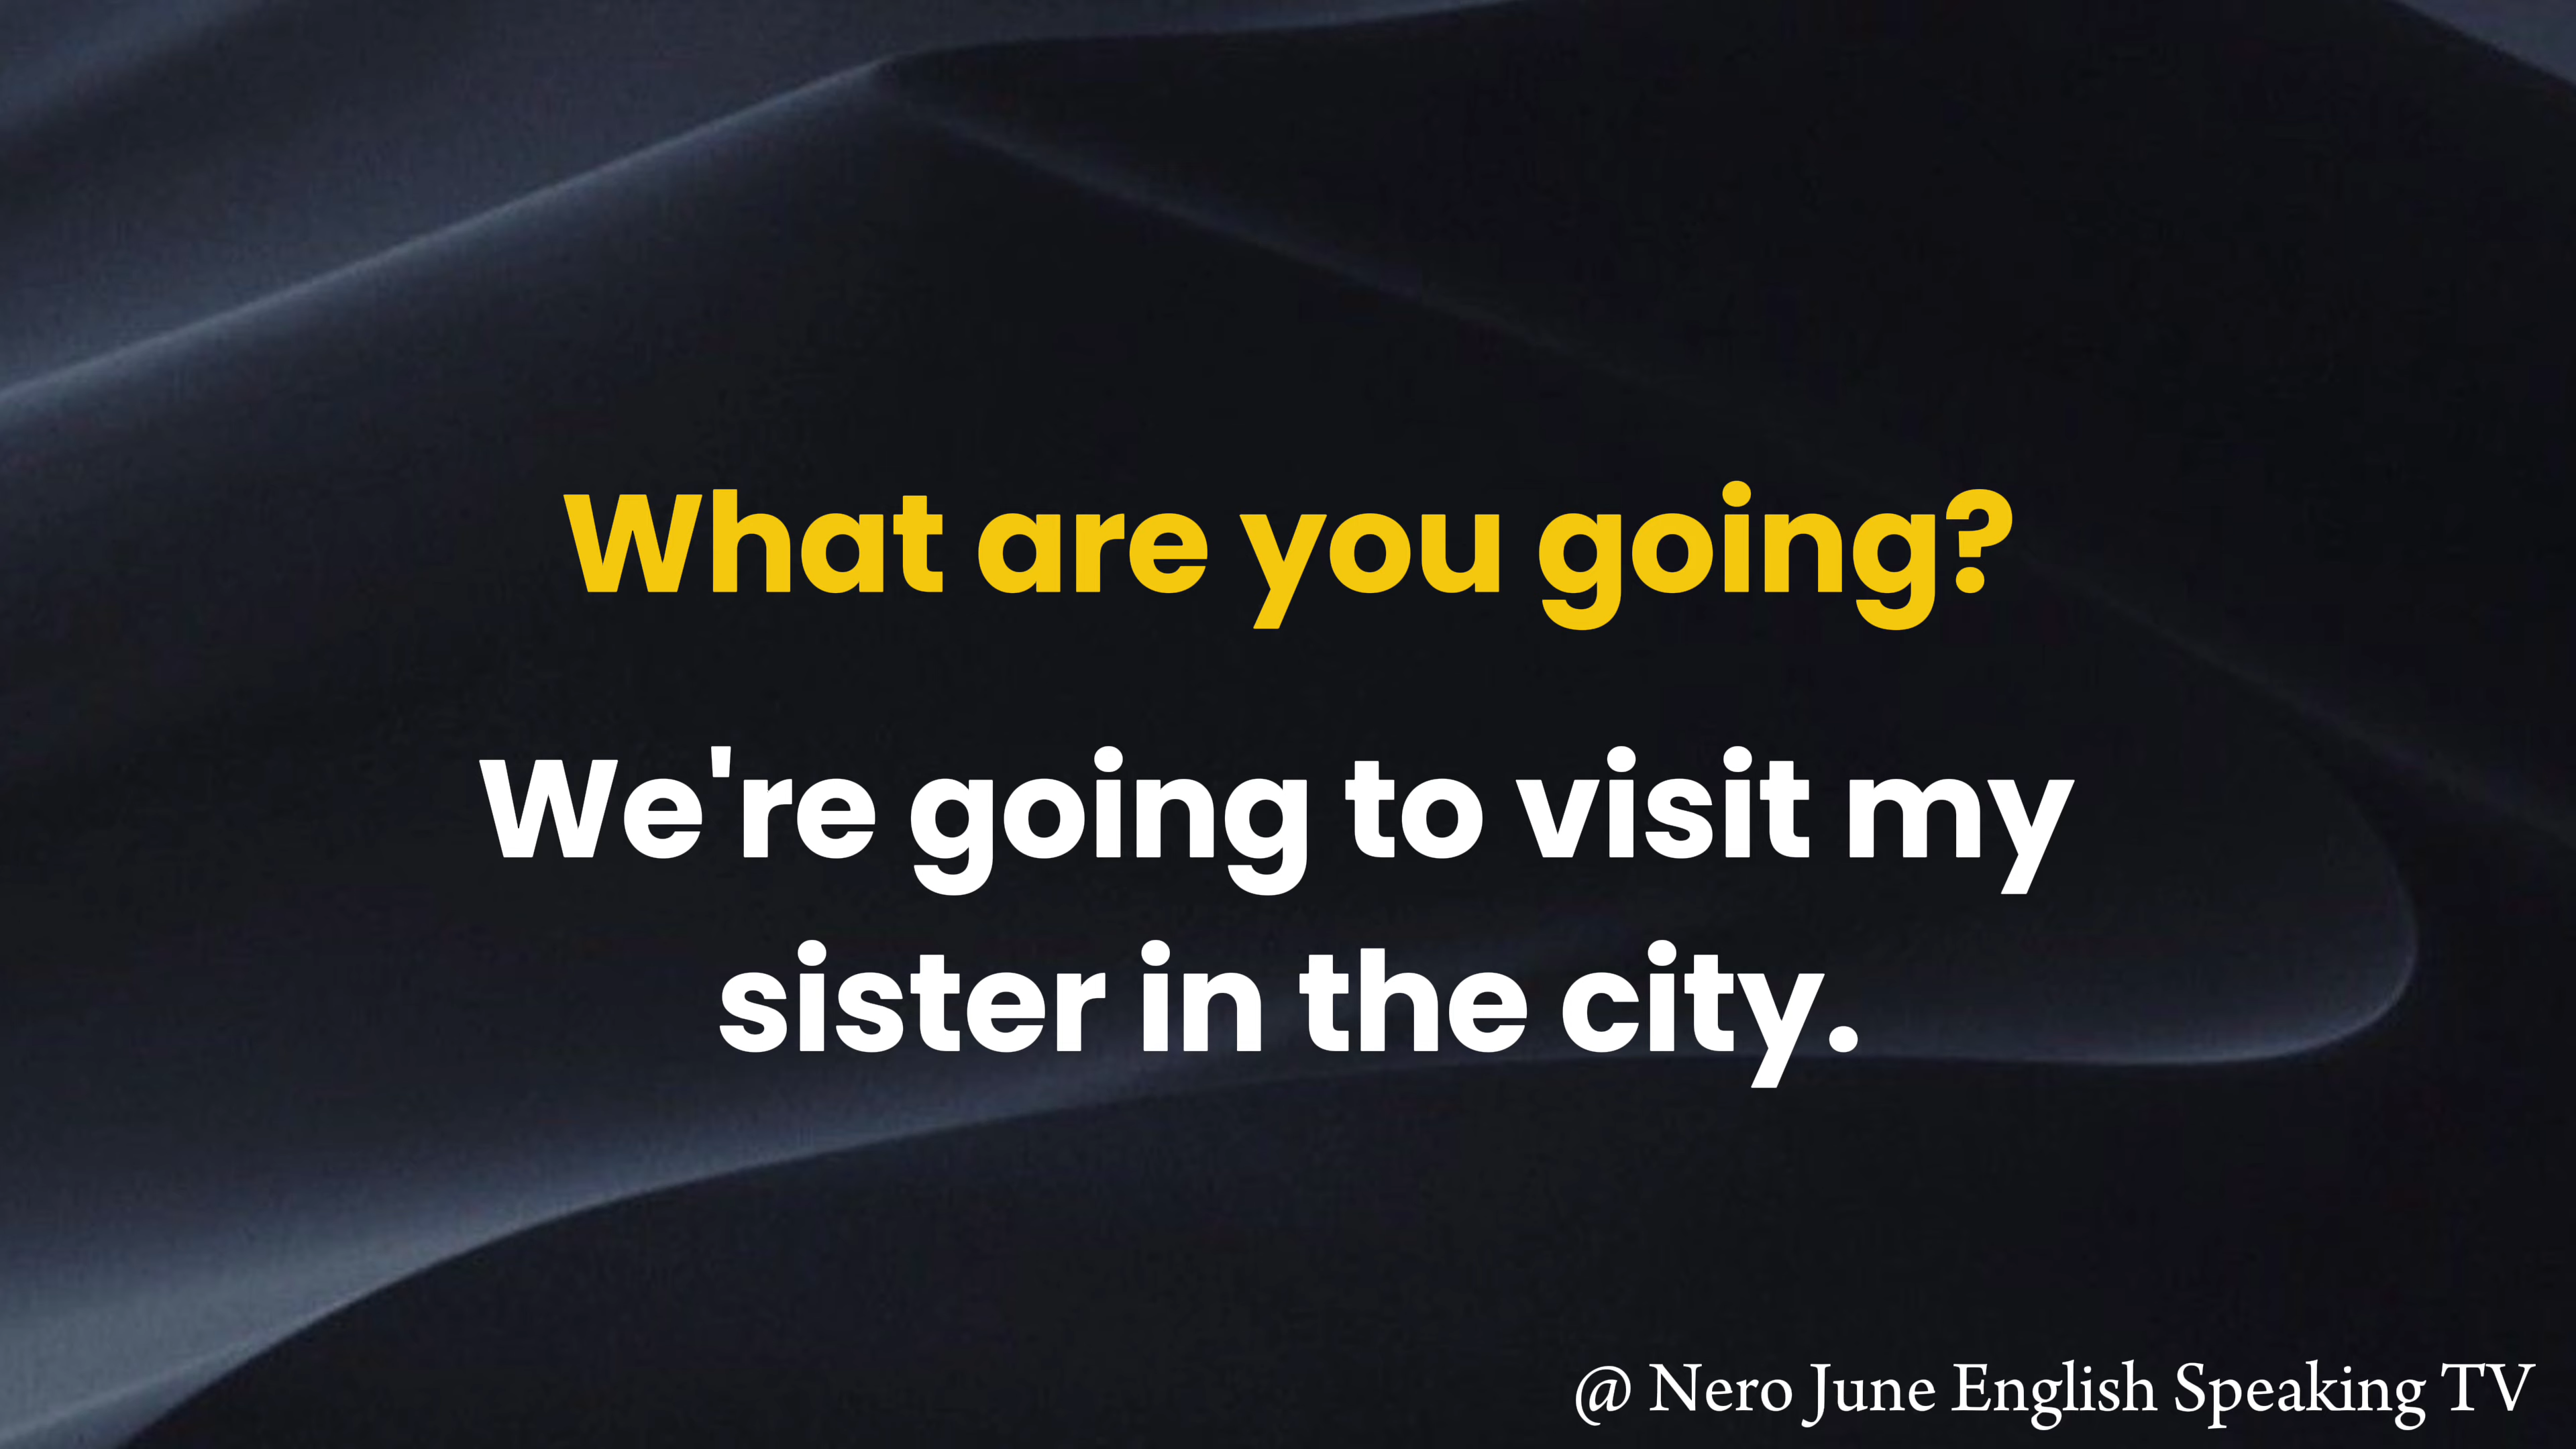 What are you going?
We're going to visit my
sister in the city.
@ Nero June English Speaking TV